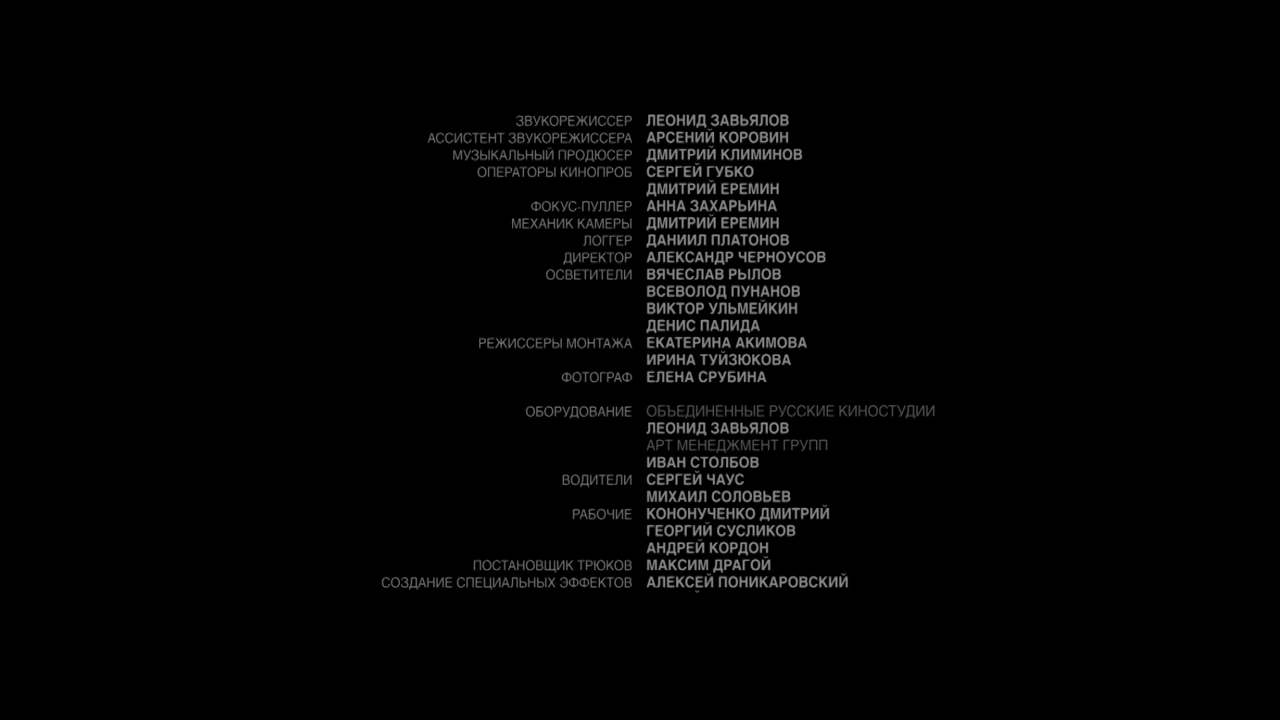 ЗВУКОРЕЖИССЕР ЛЕОНИД ЗАВЬЯЛОВ
АССИСТЕНТ ЗВУКОРЕЖИССЕРА АРСЕНИЙ КОРОВИН
МУЗЫКАЛЬНЫЙ ПРОДЮСЕР ДМИТРИЙ КЛИМИНОВ
ОПЕРАТОРЫ КИНОПРОБ СЕРГЕЙ ГУБКО
ДМИТРИЙ ЕРЕМИН
ФОКУС-ПУЛЛЕР АННА ЗАХАРЬИНА
МЕХАНИК КАМЕРЫ ДМИТРИЙ ЕРЕМИН
ЛОГГЕР ДАНИИЛ ПЛАТОНОВ
ДИРЕКТОР АЛЕКСАНДР ЧЕРНОУСОВ
ОСВЕТИТЕЛИ ВЯЧЕСЛАВ РЫЛОВ
ВСЕВОЛОД ПУНАНОВ
ВИКТОР УЛЬМЕЙКИН
ДЕНИС ПАЛИДА
РЕЖИССЕРЫ МОНТАЖА ЕКАТЕРИНА АКИМОВА
ИРИНА ТУЙЗЮКОВА
ФОТОГРАФ ЕЛЕНА СРУБИНА
ОБОРУДОВАНИЕ ОБЪЕДИНЕННЫЕ РУССКИЕ КИНОСТУДИИ
ЛЕОНИД ЗАВЬЯЛОВ
АРТ МЕНЕДЖМЕНТ ГРУПП
ИВАН СТОЛБОВ
ВОДИТЕЛИ СЕРГЕЙ ЧАУС
МИХАИЛ СОЛОВЬЕВ
РАБОЧИЕ КОНОНУЧЕНКО ДМИТРИЙ
ГЕОРГИЙ СУСЛИКОВ
АНДРЕЙ КОРДОН
ПОСТАНОВЩИК ТРЮКОВ МАКСИМ ДРАГОЙ
СОЗДАНИЕ СПЕЦИАЛЬНЫХ ЭФФЕКТОВ АЛЕКСЕЙ ПОНИКАРОВСКИЙ